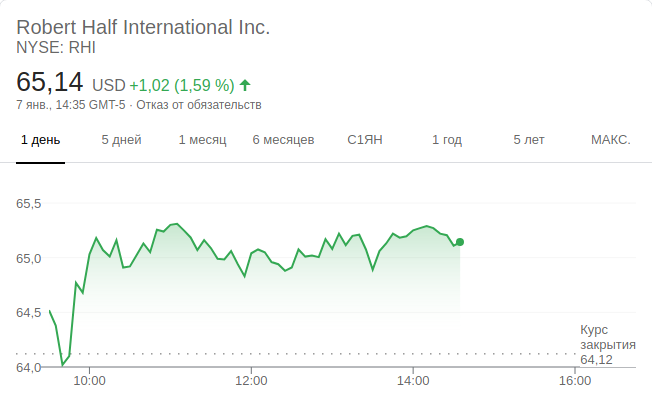 Robert Half International Inc.
NYSE: RHI
65,14 USD +1,02 (1,59 %)
7 янв., 14:35 GMT-5 · Отказ от обязательств
1 день 5 дней 1 месяц 6 месяцев С1ЯН 1 год 5 лет МАКС.
65,5
65,0
64,5
Курс
закрытия
64,12
64,0
10:00 12:00 14:00 16:00